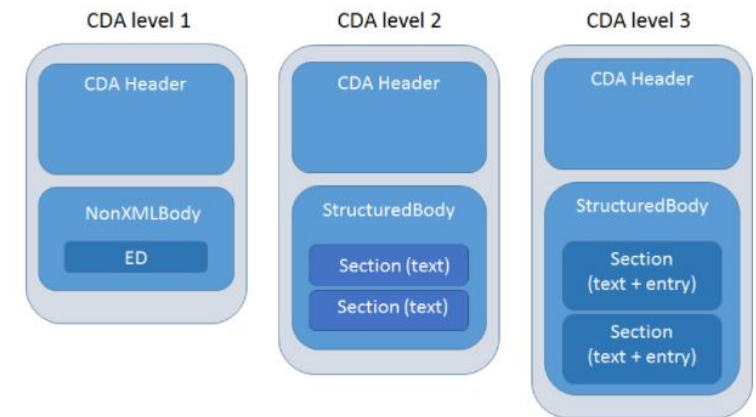 CDA level 1
CDA Header
NonXMLBody
ED
CDA level 2
CDA Header
StructuredBody
Section (text)
Section (text)
CDA level 3
CDA Header
StructuredBody
Section
(text + entry)
Section
(text + entry)